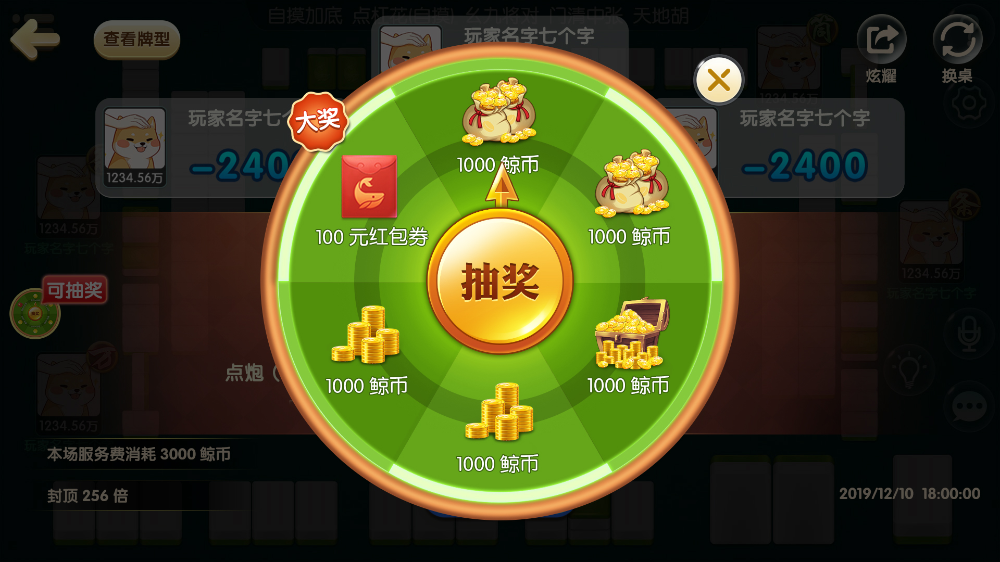 自摸加底 点杠花(自摸) 幺九将对 门清中张 天地胡
查看牌型
玩家名字七个字
炫耀
换桌
筒
1234.56万
大奖
玩家名字七个
玩家名字七个字
1234.56万
-240
-2400
1000 鲸币
100 元红包券
1000 鲸币
条
1234.56万
玩家名字七个字
1234.56万
玩家名字七个字
抽奖
可抽奖
抽奖
万
点炮（
1000 鲸币
1000 鲸币
1234.56万
玩家
本场服务费消耗 3000 鲸币
1000 鲸币
封顶 256 倍
2019/12/10 18:00:00